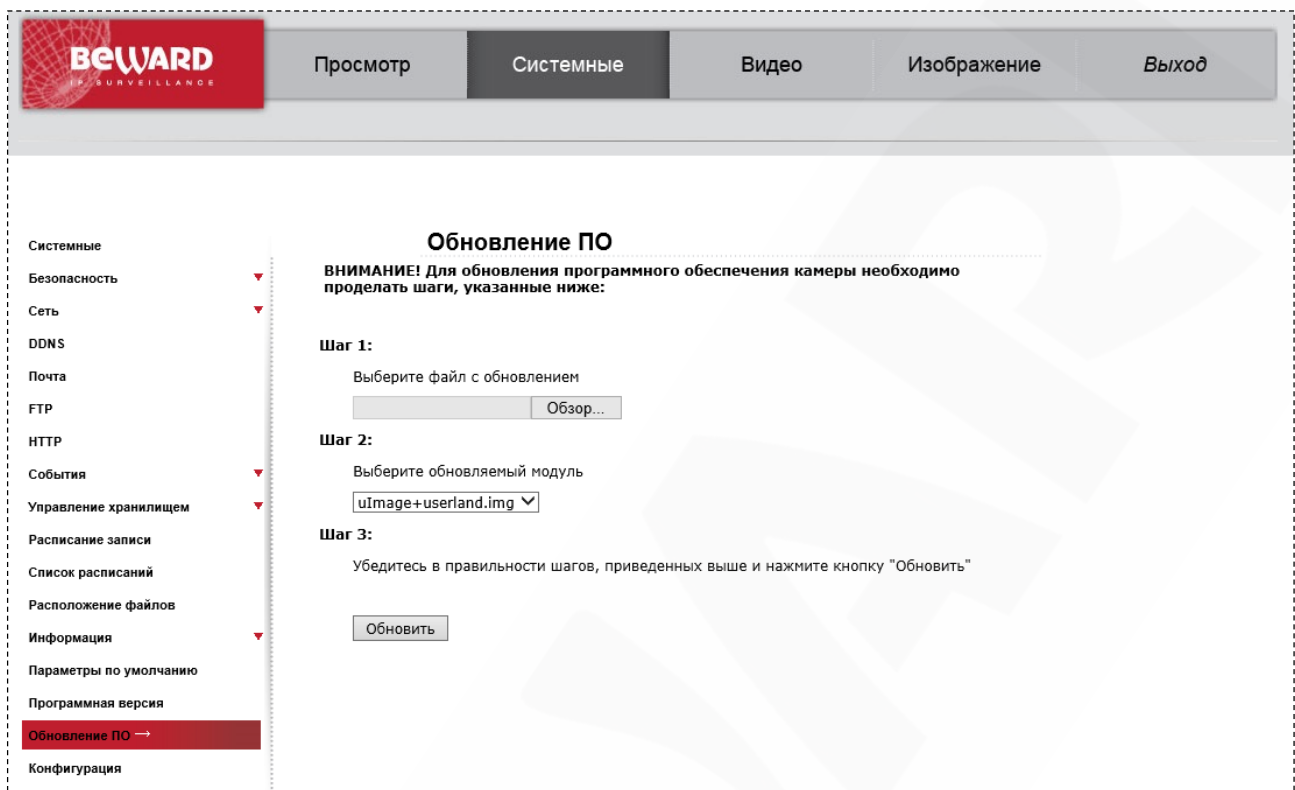 BEWARD
IP SURVEILLANCE
Просмотр
Системные
Видео
Изображение
Выход
Системные
Безопасность
Сеть
DDNS
Почта
FTP
HTTP
События
Управление хранилищем
Расписание записи
Список расписаний
Расположение файлов
Информация
Параметры по умолчанию
Программная версия
Обновление ПО →
Конфигурация
Обновление ПО
ВНИМАНИЕ! Для обновления программного обеспечения камеры необходимо
проделать шаги, указанные ниже:
Шаг 1:
Выберите файл с обновлением
Обзор...
Шаг 2:
Выберите обновляемый модуль
uImage+userland.img
Шаг 3:
Убедитесь в правильности шагов, приведенных выше и нажмите кнопку "Обновить"
Обновить